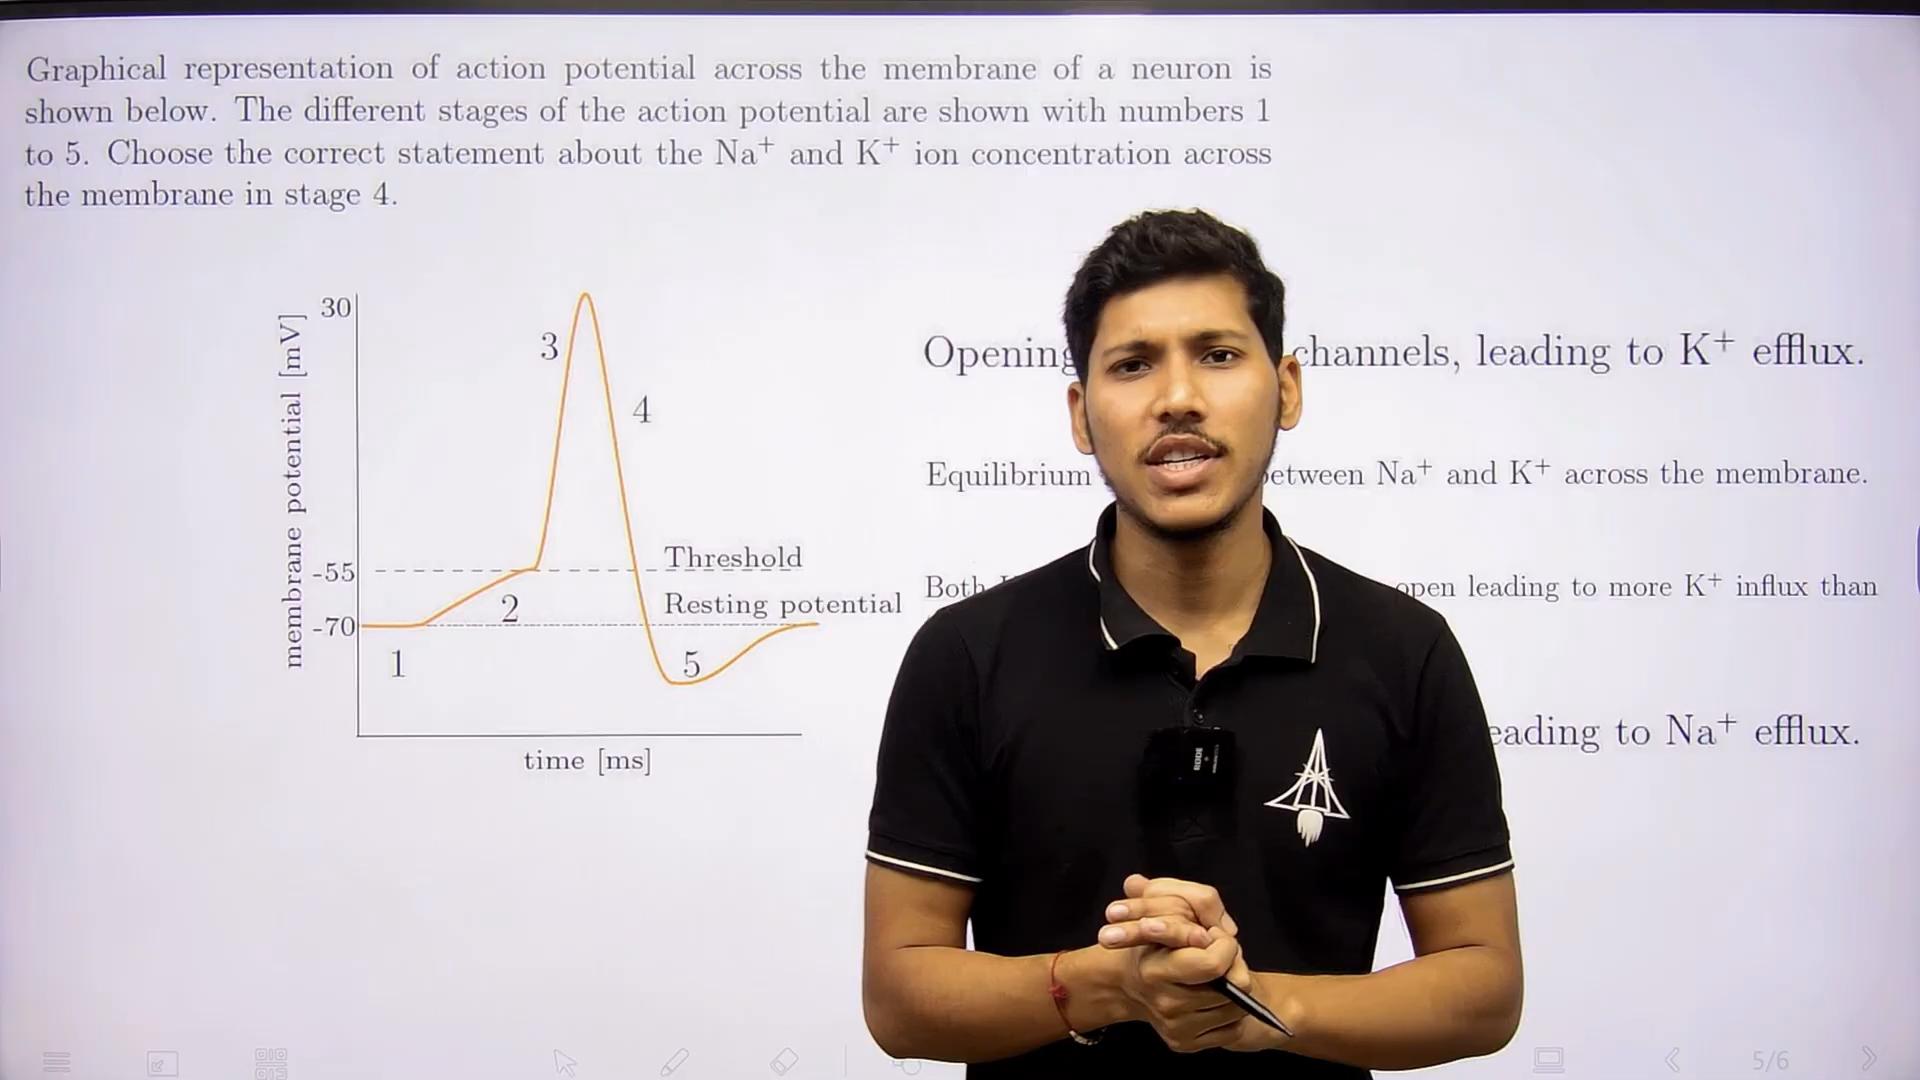 Graphical representation of action potential across the membrane of a neuron is
shown below. The different stages of the action potential are shown with numbers 1
to 5. Choose the correct statement about the Na⁺ and K⁺ ion concentration across
the membrane in stage 4.
30
3
4
membrane potential [mV]
-55
Threshold
2
Resting potential
-70
1
5
time [ms]
Opening channels, leading to K⁺ efflux.
Equilibrium between Na⁺ and K⁺ across the membrane.
Both open leading to more K⁺ influx than
leading to Na⁺ efflux.
RODE
5/6